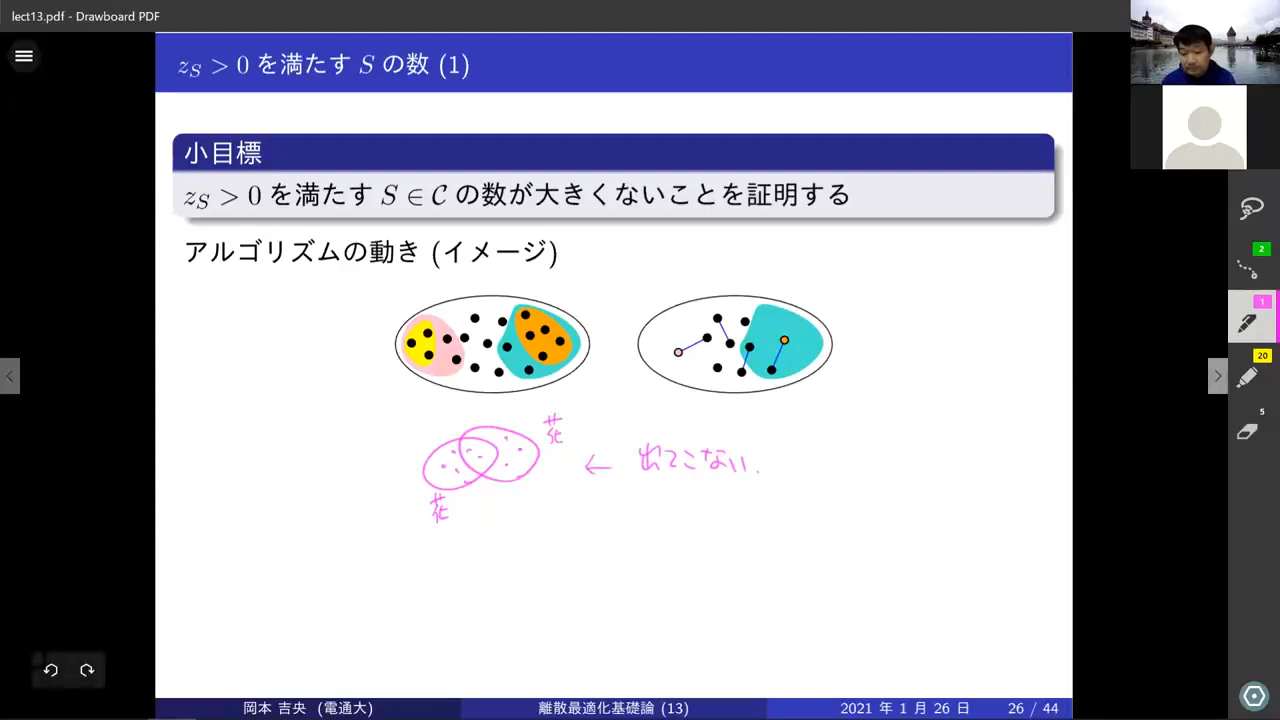 lect13.pdf - Drawboard PDF
z_S > 0 を満たす S の数 (1)
小目標
z_S > 0 を満たす S ∈ C の数が大きくないことを証明する
アルゴリズムの動き (イメージ)
花
← 出てこない.
花
2
1
20
5
岡本 吉央 (電通大)
離散最適化基礎論 (13)
2021 年 1 月 26 日
26 / 44